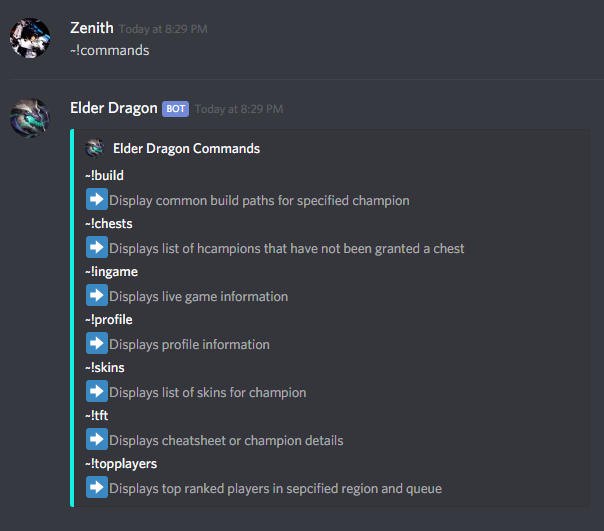 Zenith Today at 8:29 PM
~!commands
Elder Dragon BOT Today at 8:29 PM
Elder Dragon Commands
~!build
Display common build paths for specified champion
~!chests
Displays list of hcampions that have not been granted a chest
~!ingame
Displays live game information
~!profile
Displays profile information
~!skins
Displays list of skins for champion
~!tft
Displays cheatsheet or champion details
~!topplayers
Displays top ranked players in sepcified region and queue